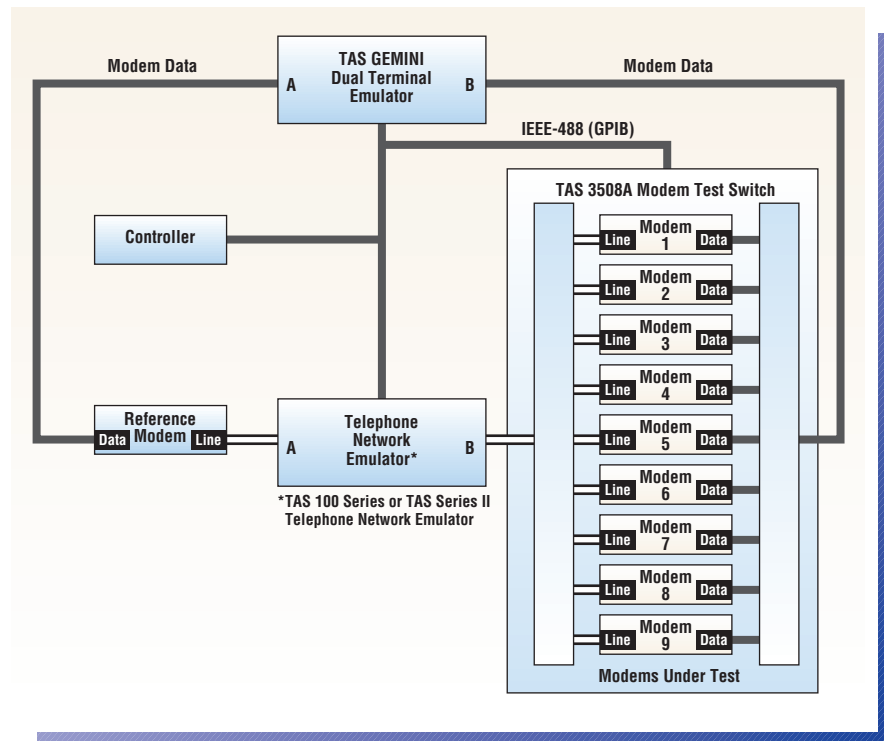 TAS GEMINI
Dual Terminal
Emulator
A
B
Modem Data
Modem Data
IEEE-488 (GPIB)
TAS 3508A Modem Test Switch
Controller
Reference
Modem
Data
Line
Telephone
Network
Emulator*
A
B
*TAS 100 Series or TAS Series II
Telephone Network Emulator
Line Modem 1 Data
Line Modem 2 Data
Line Modem 3 Data
Line Modem 4 Data
Line Modem 5 Data
Line Modem 6 Data
Line Modem 7 Data
Line Modem 8 Data
Line Modem 9 Data
Modems Under Test